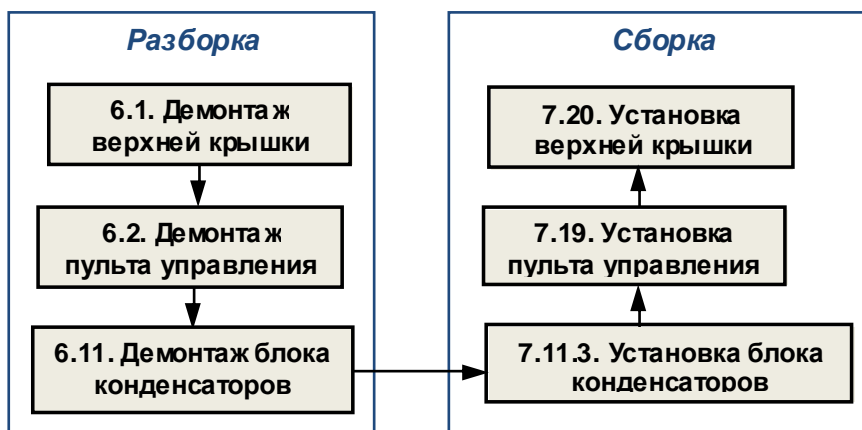 Разборка
6.1. Демонтаж
верхней крышки
6.2. Демонтаж
пульта управления
6.11. Демонтаж блока
конденсаторов
Сборка
7.20. Установка
верхней крышки
7.19. Установка
пульта управления
7.11.3. Установка блока
конденсаторов